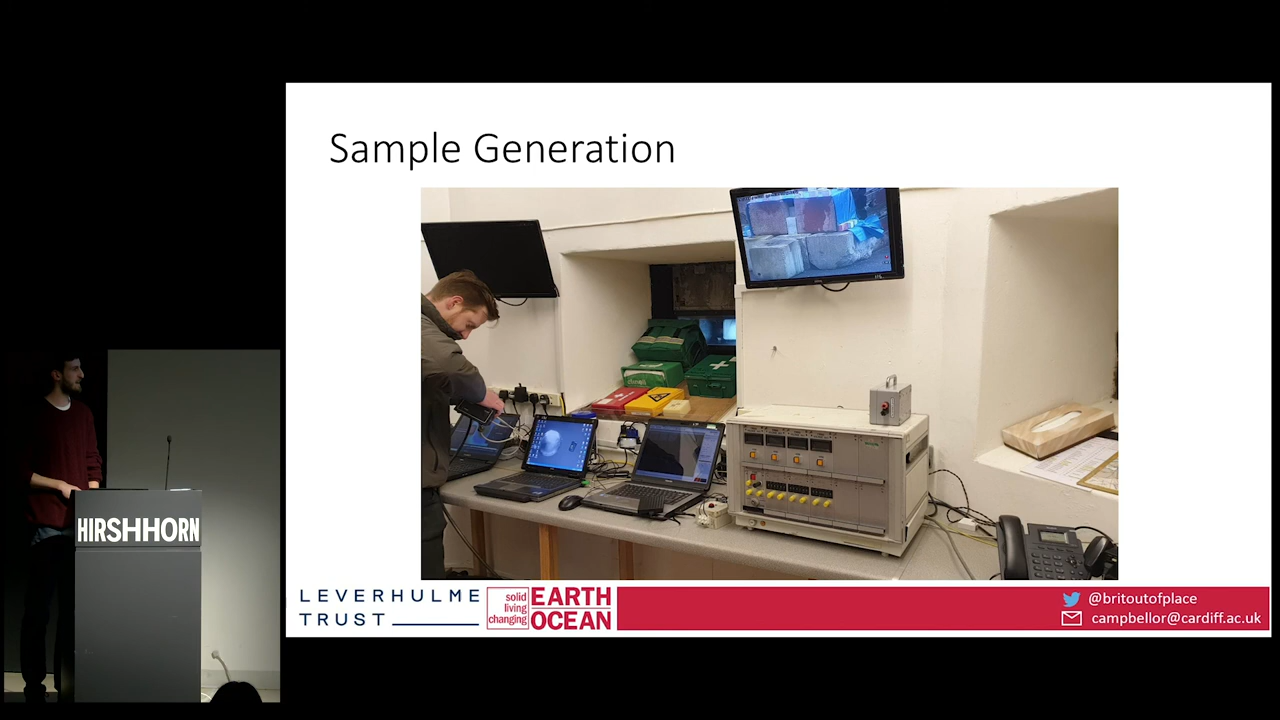 Sample Generation
HIRSHHORN
LEVERHULME
TRUST
solid
living
changing
EARTH
OCEAN
@britoutofplace
campbellor@cardiff.ac.uk